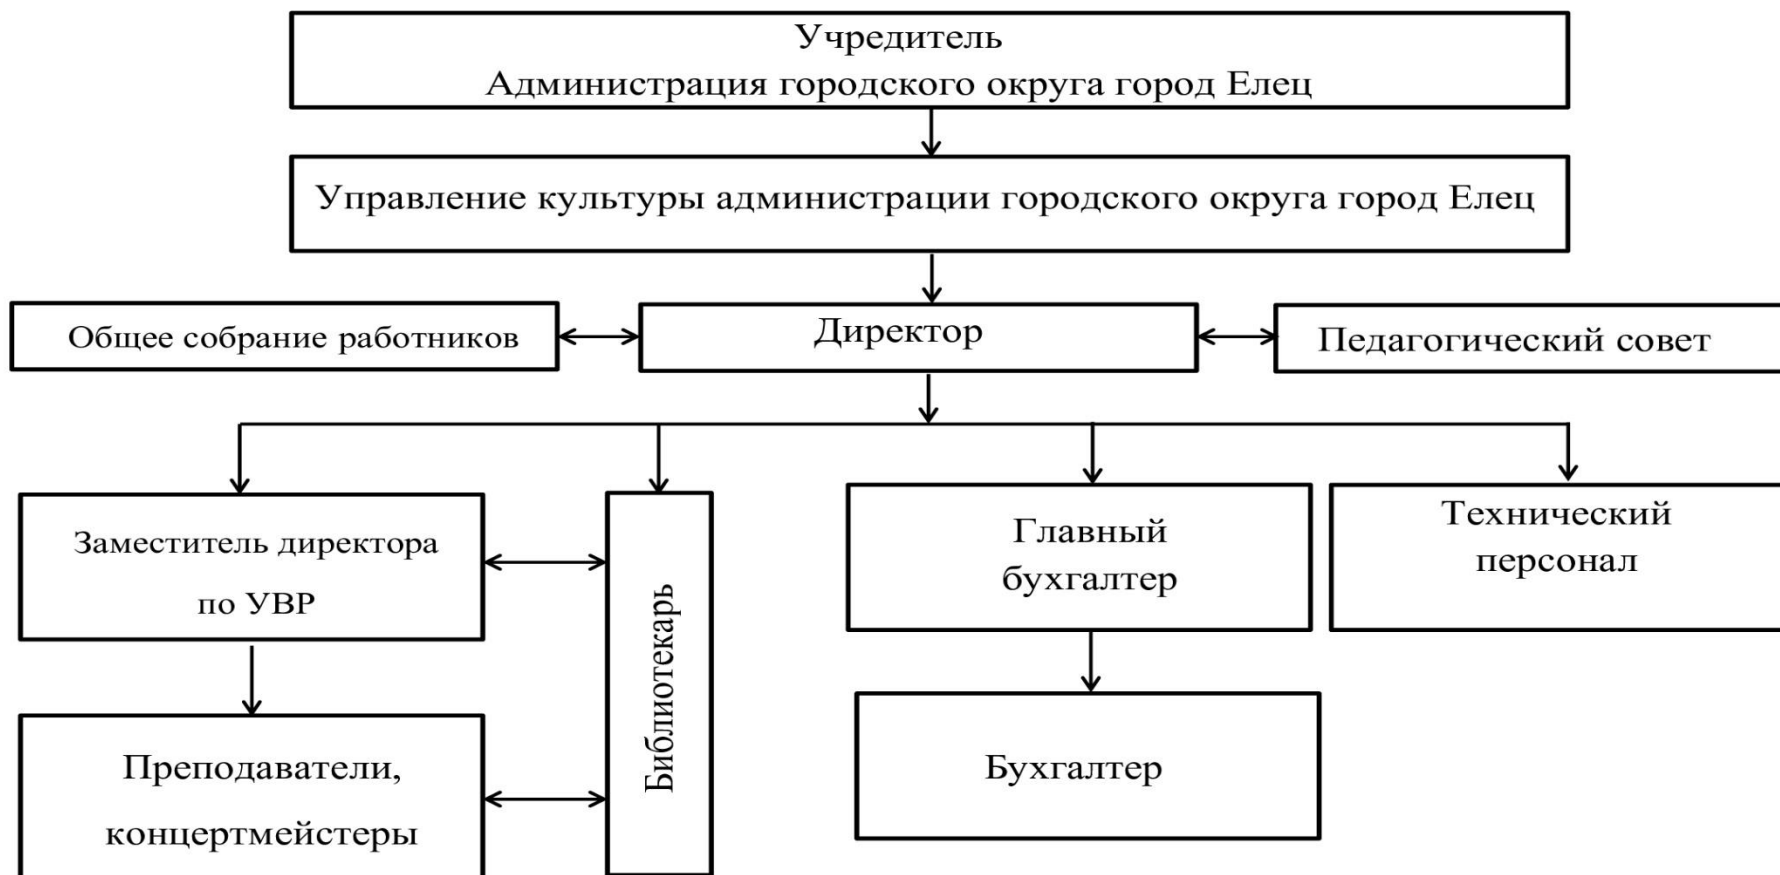 Учредитель
Администрация городского округа город Елец
Управление культуры администрации городского округа город Елец
Общее собрание работников
Директор
Педагогический совет
Заместитель директора
по УВР
Библиотекарь
Главный
бухгалтер
Технический
персонал
Преподаватели,
концертмейстеры
Бухгалтер